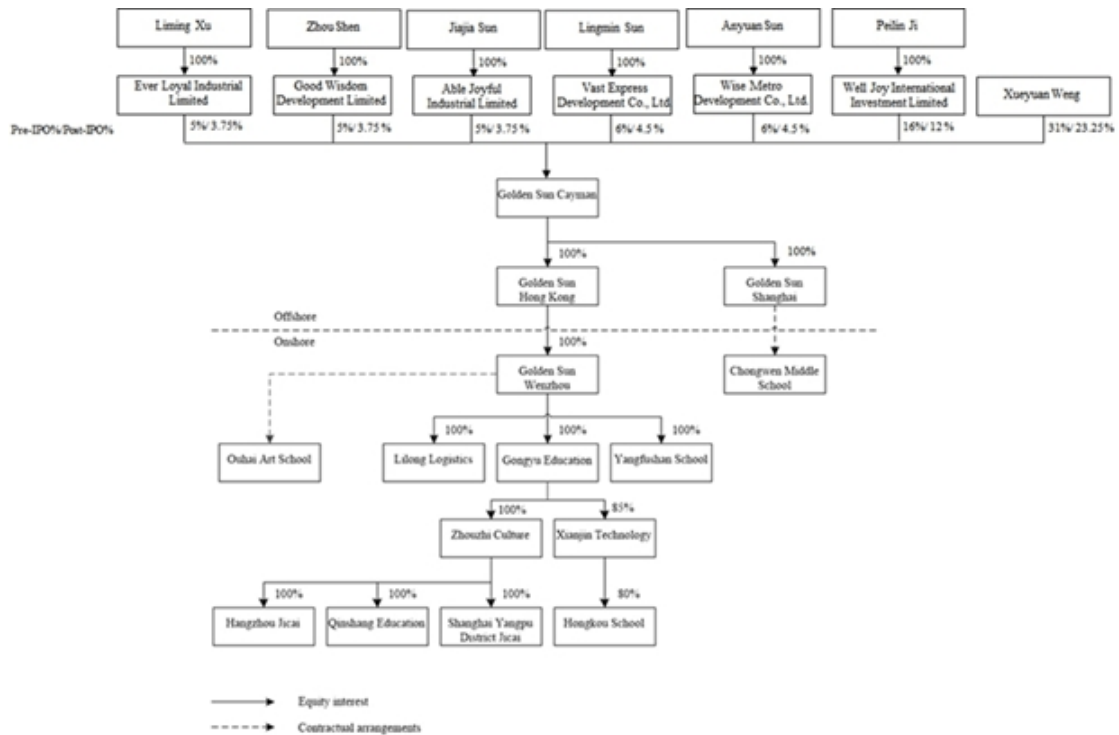 Liming Xu
Zhou Shen
Jiajia Sun
Lingmin Sun
Anyuan Sun
Peilin Ji
100%
100%
100%
100%
100%
100%
Ever Loyal Industrial
Limited
Good Wisdom
Development Limited
Able Joyful
Industrial Limited
Vast Express
Development Co., Ltd
Wise Metro
Development Co., Ltd.
Well Joy International
Investment Limited
Xueyuan Weng
Pre-IPO%/Post-IPO%
5%/3.75%
5%/3.75%
5%/3.75%
6%/4.5%
6%/4.5%
16%/12%
31%/23.25%
Golden Sun Cayman
100%
100%
Golden Sun
Hong Kong
Golden Sun
Shanghai
Offshore
Onshore
100%
Golden Sun
Wenzhou
Chongwen Middle
School
100%
100%
100%
Ouhai Art School
Lilong Logistics
Gongyu Education
Yangfushan School
100%
85%
Zhouzhi Culture
Xianjin Technology
100%
100%
100%
80%
Hangzhou Jicai
Qinshang Education
Shanghai Yangpu
District Jicai
Hongkou School
Equity interest
Contractual arrangements